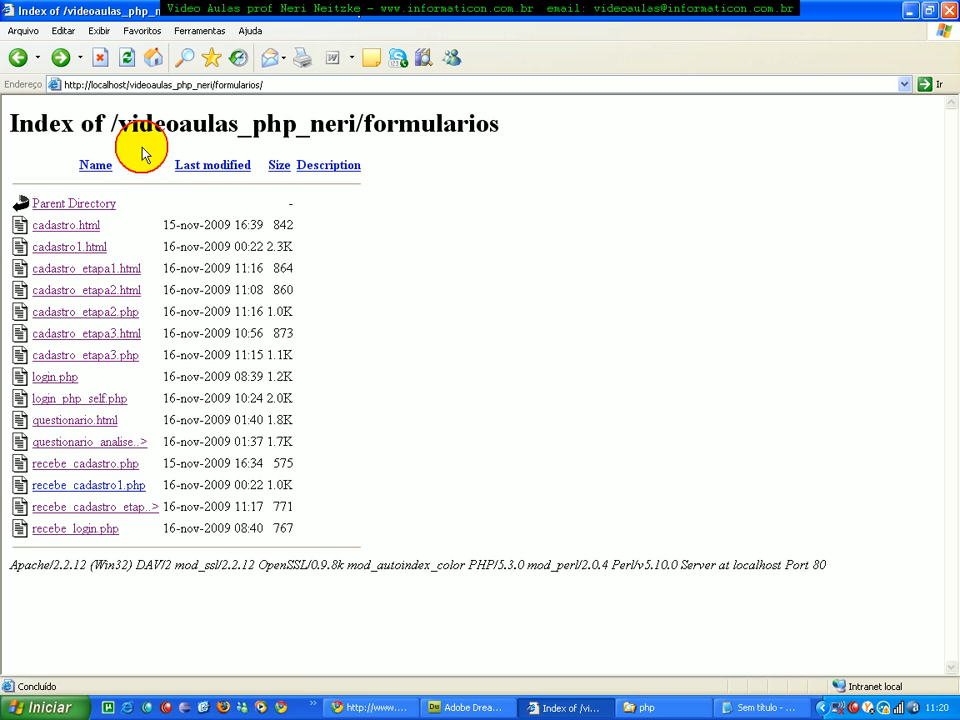 Index of /videoaulas_php_n
Video Aulas prof Neri Neitzke - www.informaticon.com.br email: videoaulas@informaticon.com.br
Arquivo Editar Exibir Favoritos Ferramentas Ajuda
Endereço http://localhost/videoaulas_php_neri/formularios/ Ir
Index of /videoaulas_php_neri/formularios
Name Last modified Size Description
Parent Directory -
cadastro.html 15-nov-2009 16:39 842
cadastro1.html 16-nov-2009 00:22 2.3K
cadastro_etapa1.html 16-nov-2009 11:16 864
cadastro_etapa2.html 16-nov-2009 11:08 860
cadastro_etapa2.php 16-nov-2009 11:16 1.0K
cadastro_etapa3.html 16-nov-2009 10:56 873
cadastro_etapa3.php 16-nov-2009 11:15 1.1K
login.php 16-nov-2009 08:39 1.2K
login_php_self.php 16-nov-2009 10:24 2.0K
questionario.html 16-nov-2009 01:40 1.8K
questionario_analise..> 16-nov-2009 01:37 1.7K
recebe_cadastro.php 15-nov-2009 16:34 575
recebe_cadastro1.php 16-nov-2009 00:22 1.0K
recebe_cadastro_etap..> 16-nov-2009 11:17 771
recebe_login.php 16-nov-2009 08:40 767
Apache/2.2.12 (Win32) DAV/2 mod_ssl/2.2.12 OpenSSL/0.9.8k mod_autoindex_color PHP/5.3.0 mod_perl/2.0.4 Perl/v5.10.0 Server at localhost Port 80
Concluído Intranet local
Iniciar http://www.... Adobe Drea... Index of /vi... php Sem título - ... 11:20